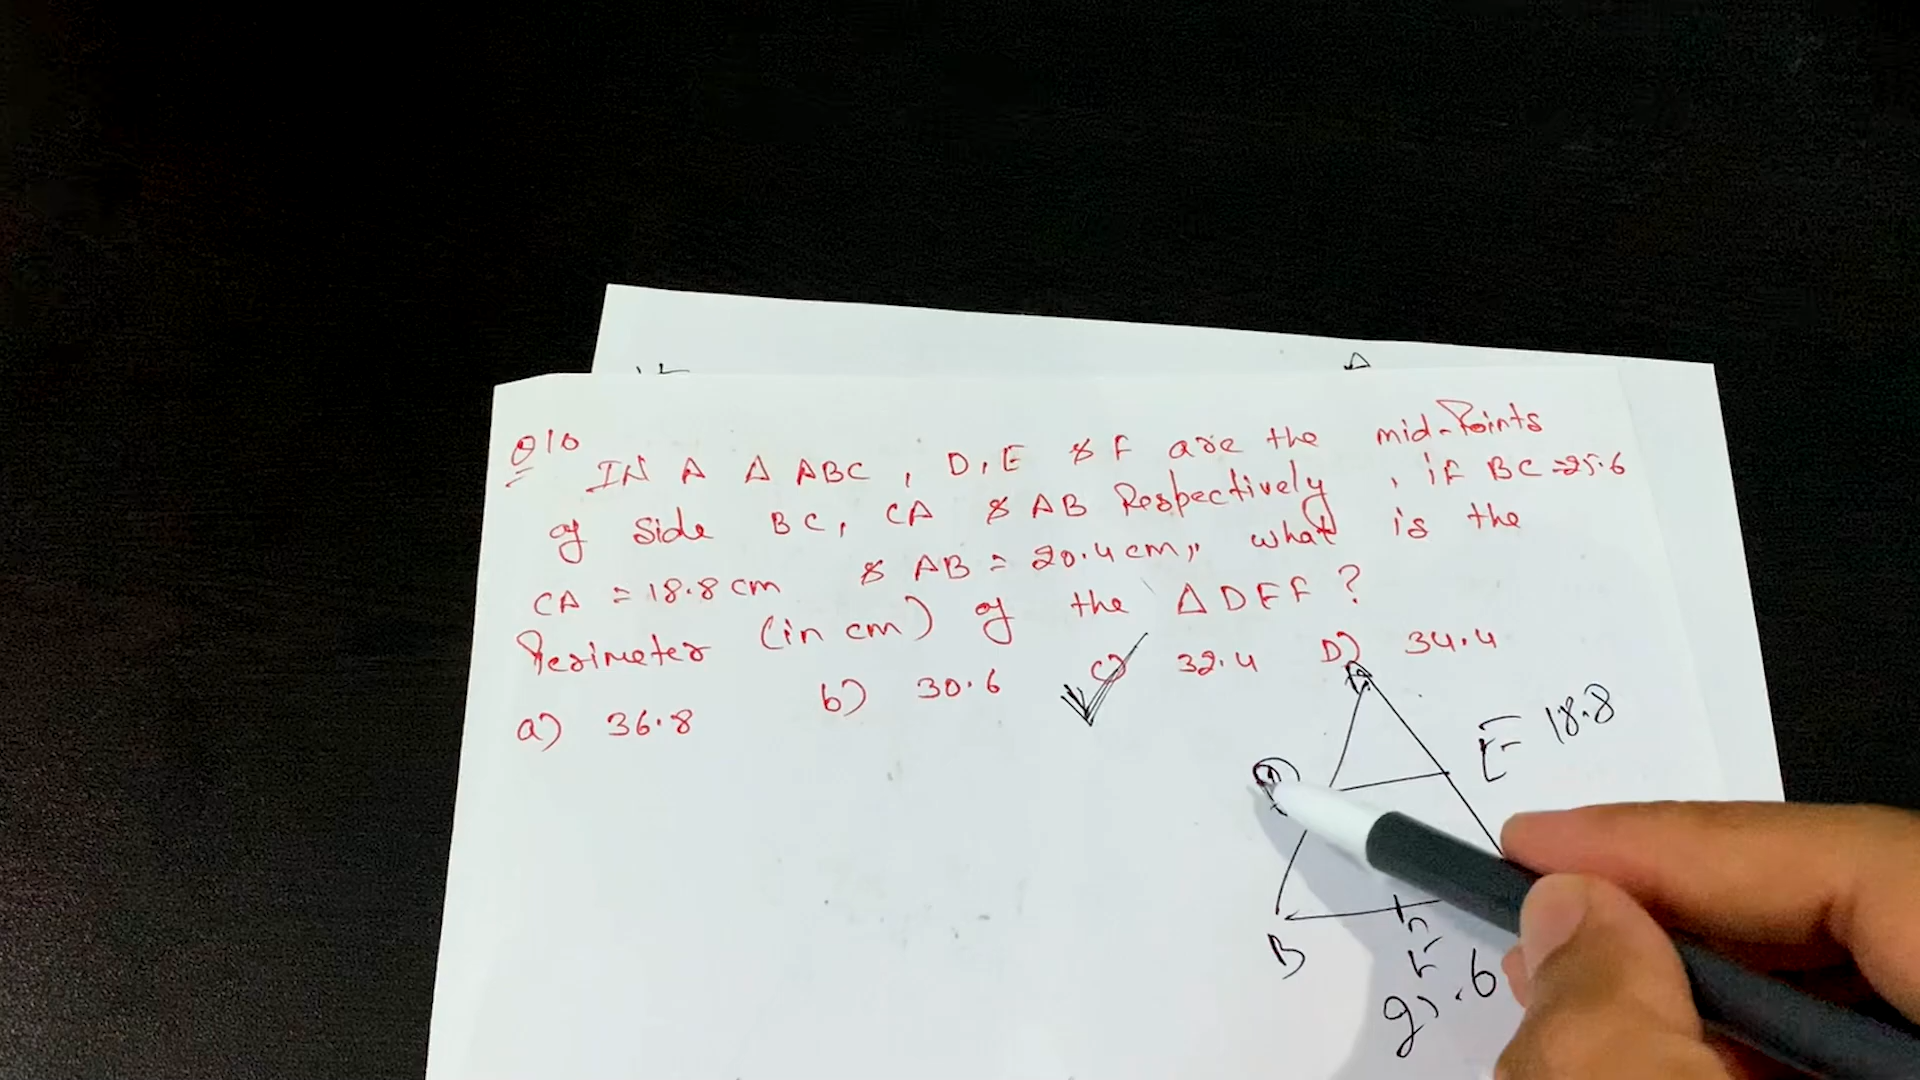 Q10
IN A Δ ABC, D, E & F are the mid-Points
of side BC, CA & AB Respectively, if BC=25.6
CA = 18.8 cm & AB = 20.4 cm,, what is the
Perimeter (in cm) of the Δ DEF ?
a) 36.8 b) 30.6 c) 32.4 D) 34.4
A
E 18.8
B